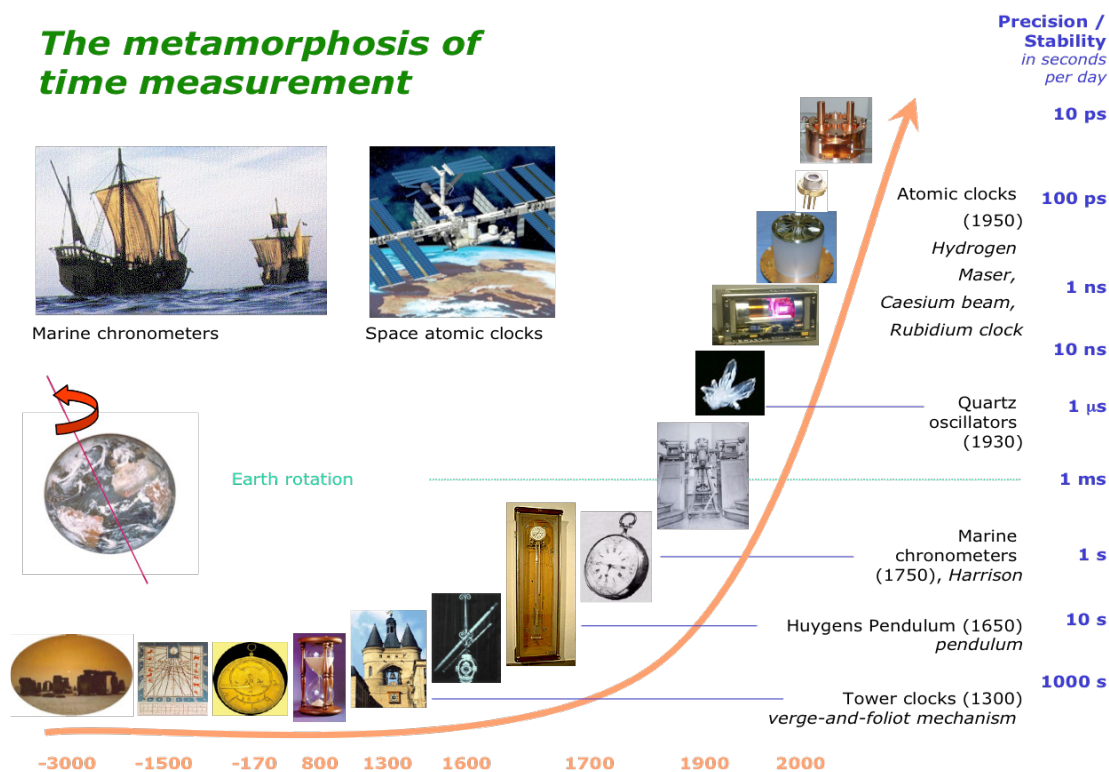 The metamorphosis of
time measurement
Precision /
Stability
in seconds
per day
10 ps
Marine chronometers
Space atomic clocks
Atomic clocks
(1950)
Hydrogen
Maser,
Caesium beam,
Rubidium clock
100 ps
1 ns
10 ns
Quartz
oscillators
(1930)
1 μs
Earth rotation
1 ms
Marine
chronometers
(1750), Harrison
1 s
Huygens Pendulum (1650)
pendulum
10 s
Tower clocks (1300)
verge-and-foliot mechanism
1000 s
-3000 -1500 -170 800 1300 1600 1700 1900 2000